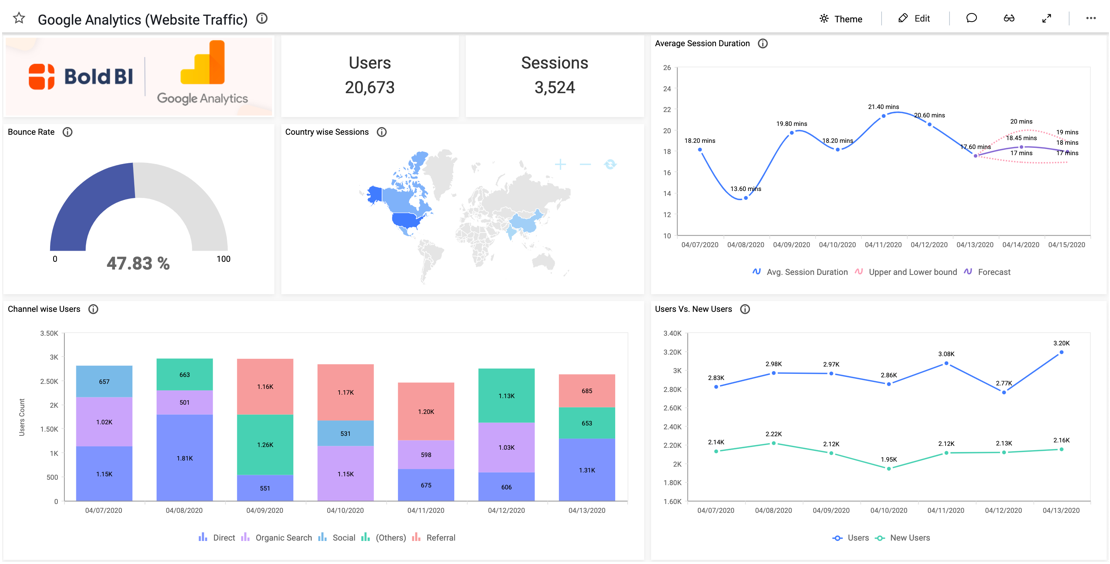 Google Analytics (Website Traffic)
Theme
Edit
Bold BI
Google Analytics
Users
20,673
Sessions
3,524
Average Session Duration
26
24
22
20
18
16
14
12
10
18.20 mins
13.60 mins
19.80 mins
18.20 mins
21.40 mins
20.60 mins
17.60 mins
20 mins
18.45 mins
17 mins
19 mins
18 mins
17 mins
04/07/2020 04/08/2020 04/09/2020 04/10/2020 04/11/2020 04/12/2020 04/13/2020 04/14/2020 04/15/2020
Avg. Session Duration Upper and Lower bound Forecast
Bounce Rate
0
100
47.83 %
Country wise Sessions
Channel wise Users
Users Count
3.50K
3K
2.50K
2K
1.50K
1K
500
0
657
1.02K
1.15K
663
501
1.81K
1.16K
1.26K
551
1.17K
531
1.15K
1.20K
598
675
1.13K
1.03K
606
685
653
1.31K
04/07/2020 04/08/2020 04/09/2020 04/10/2020 04/11/2020 04/12/2020 04/13/2020
Direct Organic Search Social (Others) Referral
Users Vs. New Users
3.40K
3.20K
3K
2.80K
2.60K
2.40K
2.20K
2K
1.80K
1.60K
2.83K 2.98K 2.97K 2.86K 3.08K 2.77K 3.20K
2.14K 2.22K 2.12K 1.95K 2.12K 2.13K 2.16K
04/07/2020 04/08/2020 04/09/2020 04/10/2020 04/11/2020 04/12/2020 04/13/2020
Users New Users